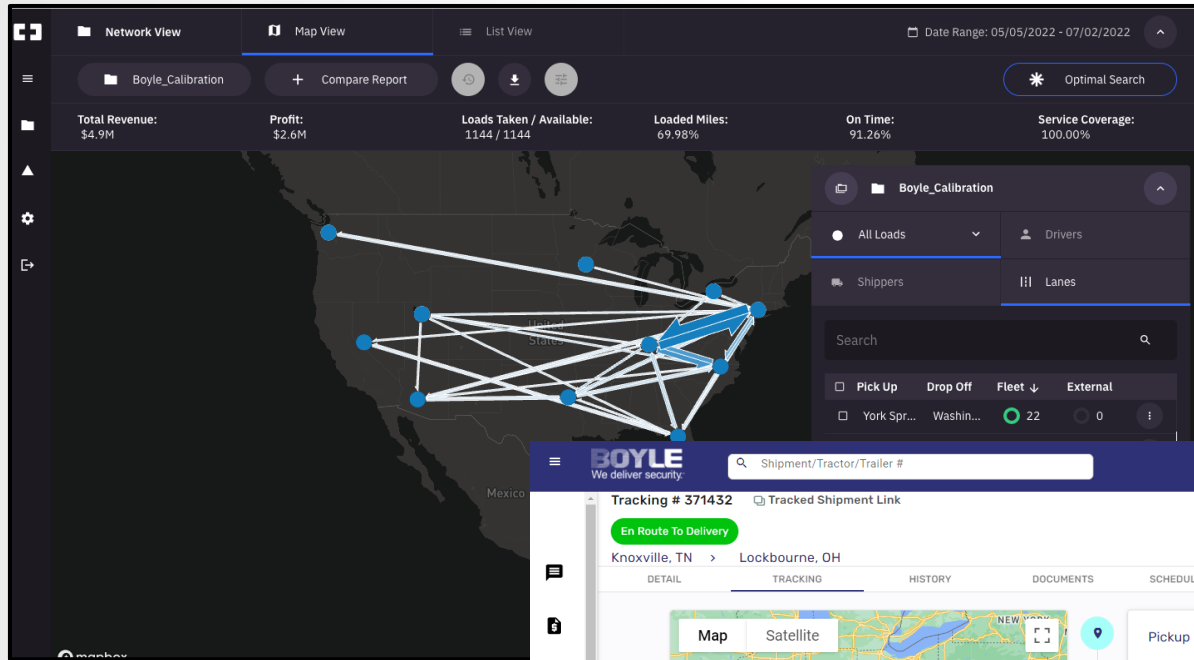 Network View
Map View
List View
Date Range: 05/05/2022 - 07/02/2022
Boyle_Calibration
+ Compare Report
Optimal Search
Total Revenue: Profit: Loads Taken / Available: Loaded Miles: On Time: Service Coverage:
$4.9M $2.6M 1144 / 1144 69.98% 91.26% 100.00%
Boyle_Calibration
All Loads
Drivers
Shippers
Lanes
Search
Pick Up Drop Off Fleet ↓ External
York Spr... Washin... 22 0
United
States
Mexico
mapbox
BOYLE
We deliver security.
Shipment/Tractor/Trailer #
Tracking # 371432 Tracked Shipment Link
En Route To Delivery
Knoxville, TN > Lockbourne, OH
DETAIL TRACKING HISTORY DOCUMENTS SCHEDUL
Map Satellite
NEW YORK
Pickup